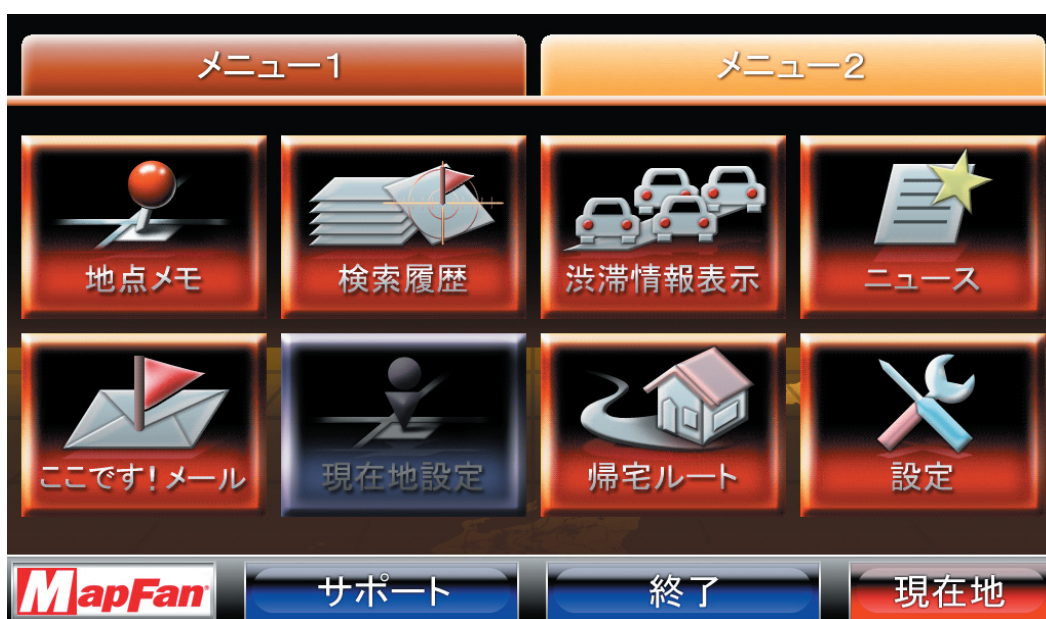 メニュー1
メニュー2
地点メモ
検索履歴
渋滞情報表示
ニュース
ここです!メール
現在地設定
帰宅ルート
設定
MapFan
サポート
終了
現在地